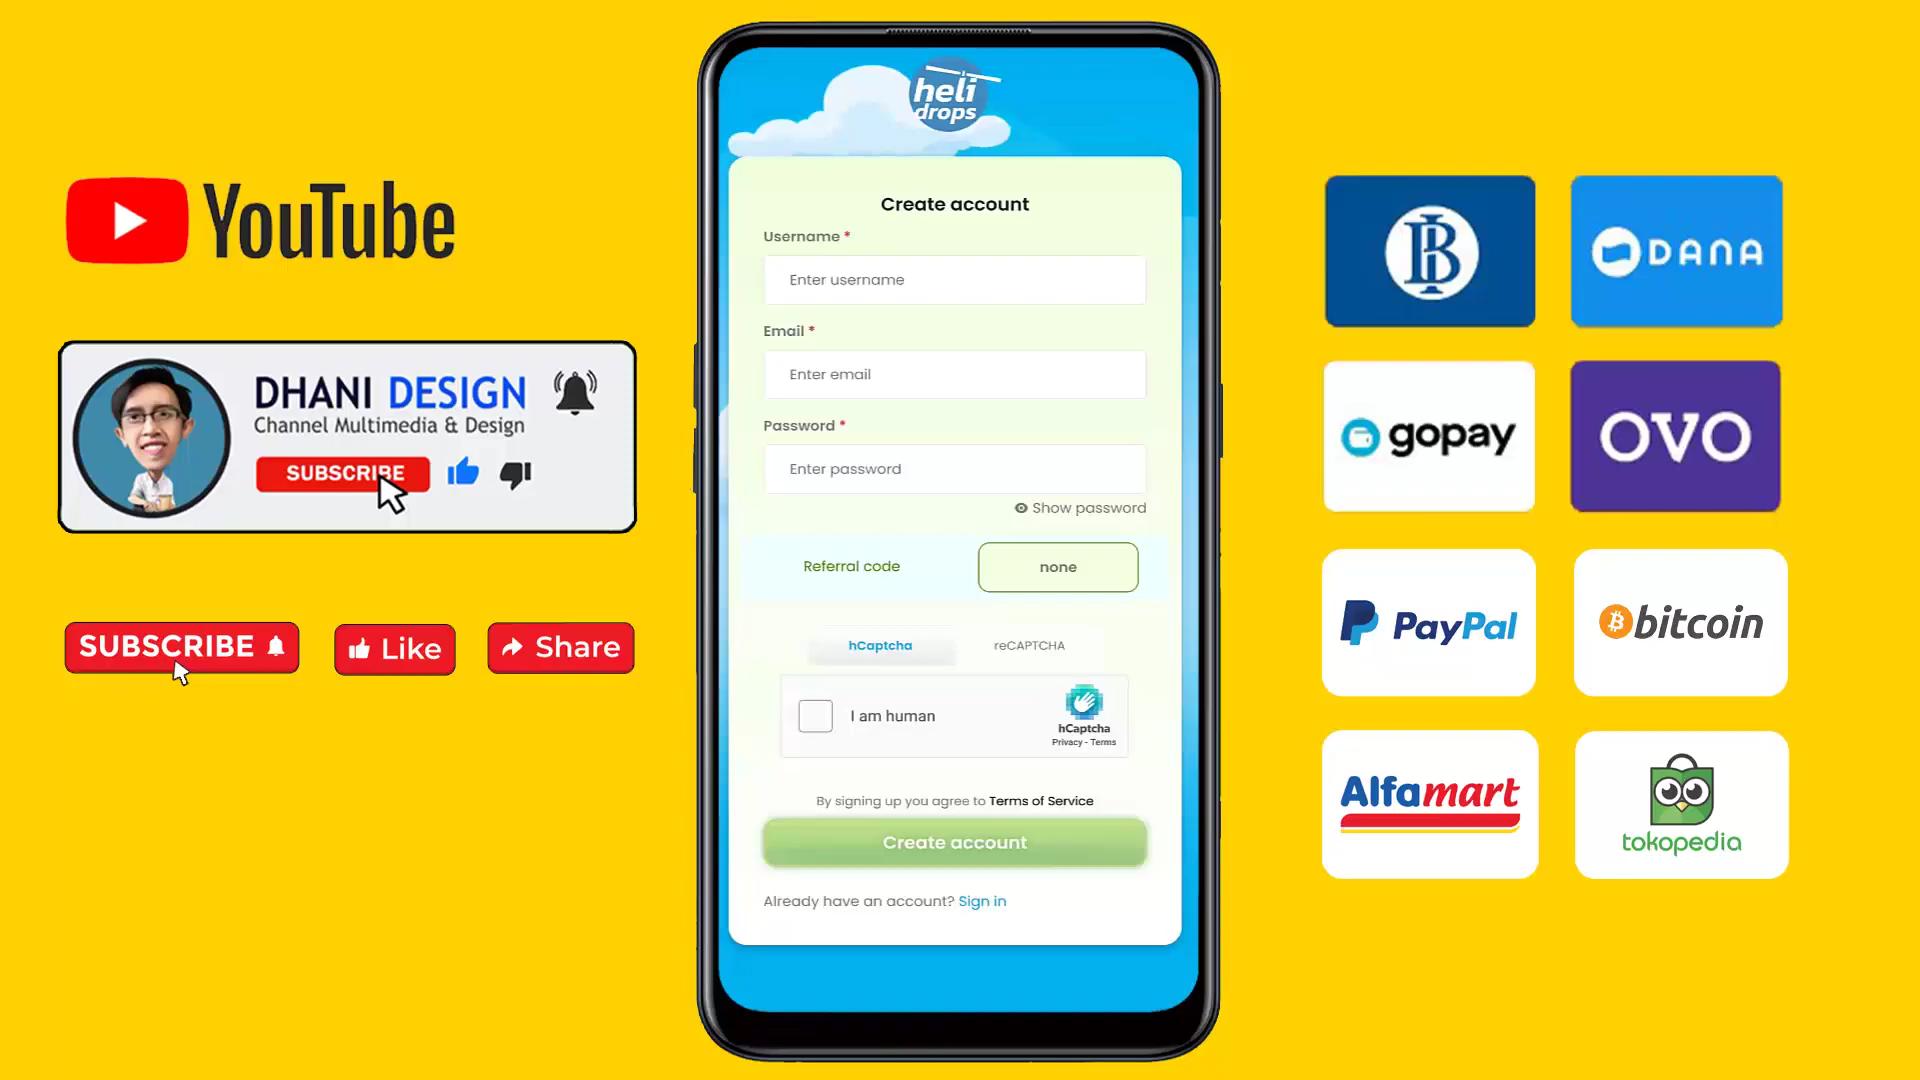 YouTube
DHANI DESIGN
Channel Multimedia & Design
SUBSCRIBE
SUBSCRIBE
Like
Share
heli
drops
Create account
Username *
Enter username
Email *
Enter email
Password *
Enter password
Show password
Referral code
none
hCaptcha
reCAPTCHA
I am human
hCaptcha
Privacy - Terms
By signing up you agree to Terms of Service
Create account
Already have an account? Sign in
BI
DANA
gopay
OVO
PayPal
bitcoin
Alfamart
tokopedia